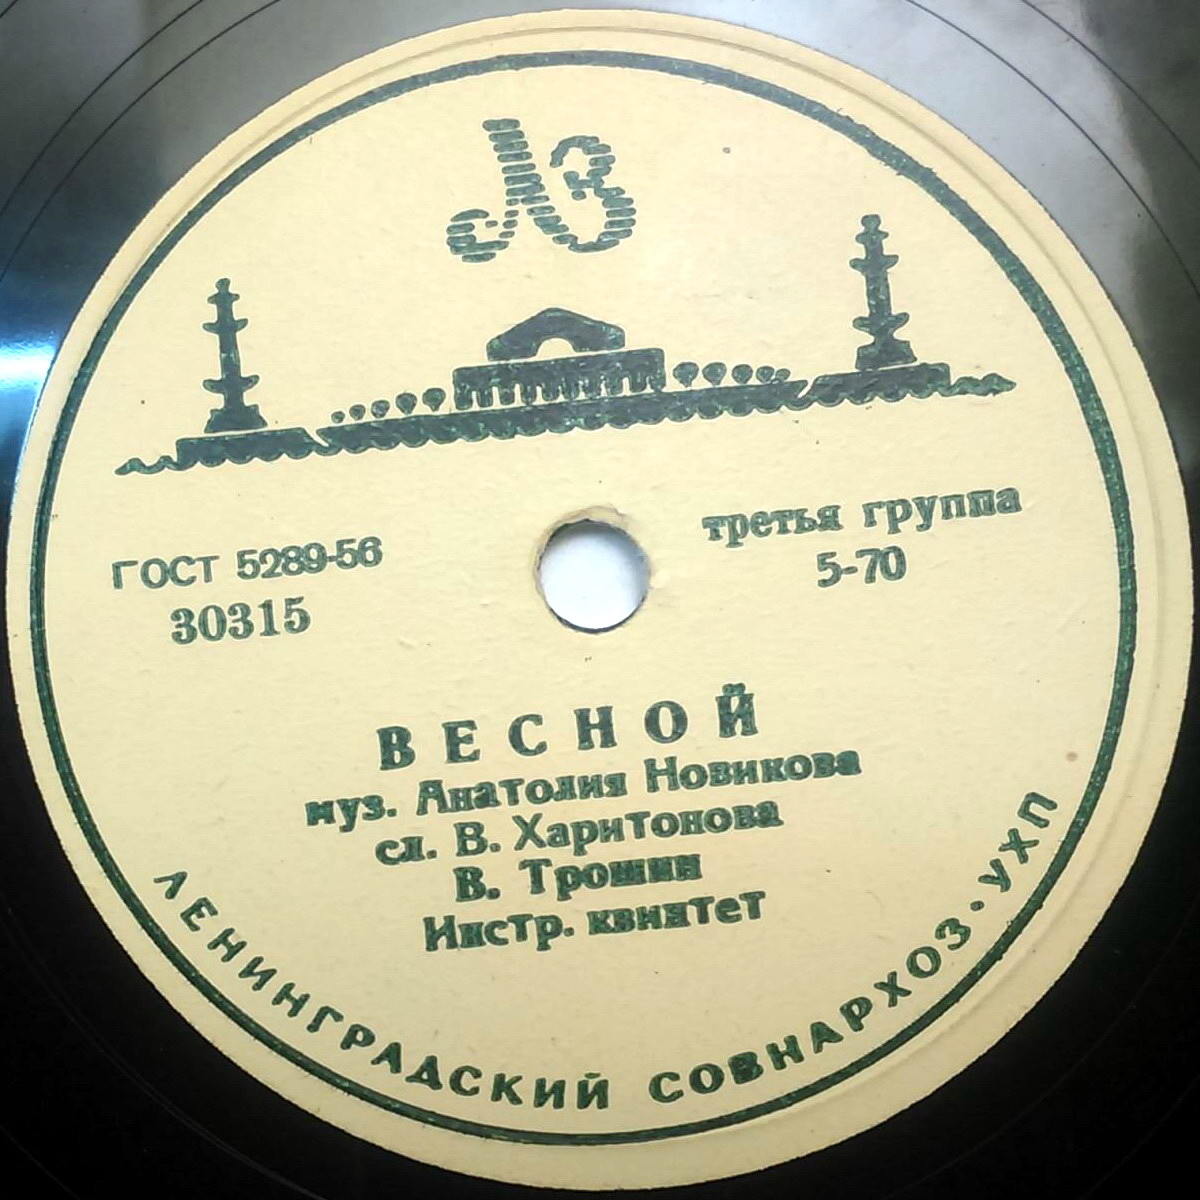 ЛЗ
ГОСТ 5289-56
30315
третья группа
5-70
ВЕСНОЙ
муз. Анатолия Новикова
сл. В. Харитонова
В. Трошин
Инстр. квинтет
ЛЕНИНГРАДСКИЙ СОВНАРХОЗ · УХП